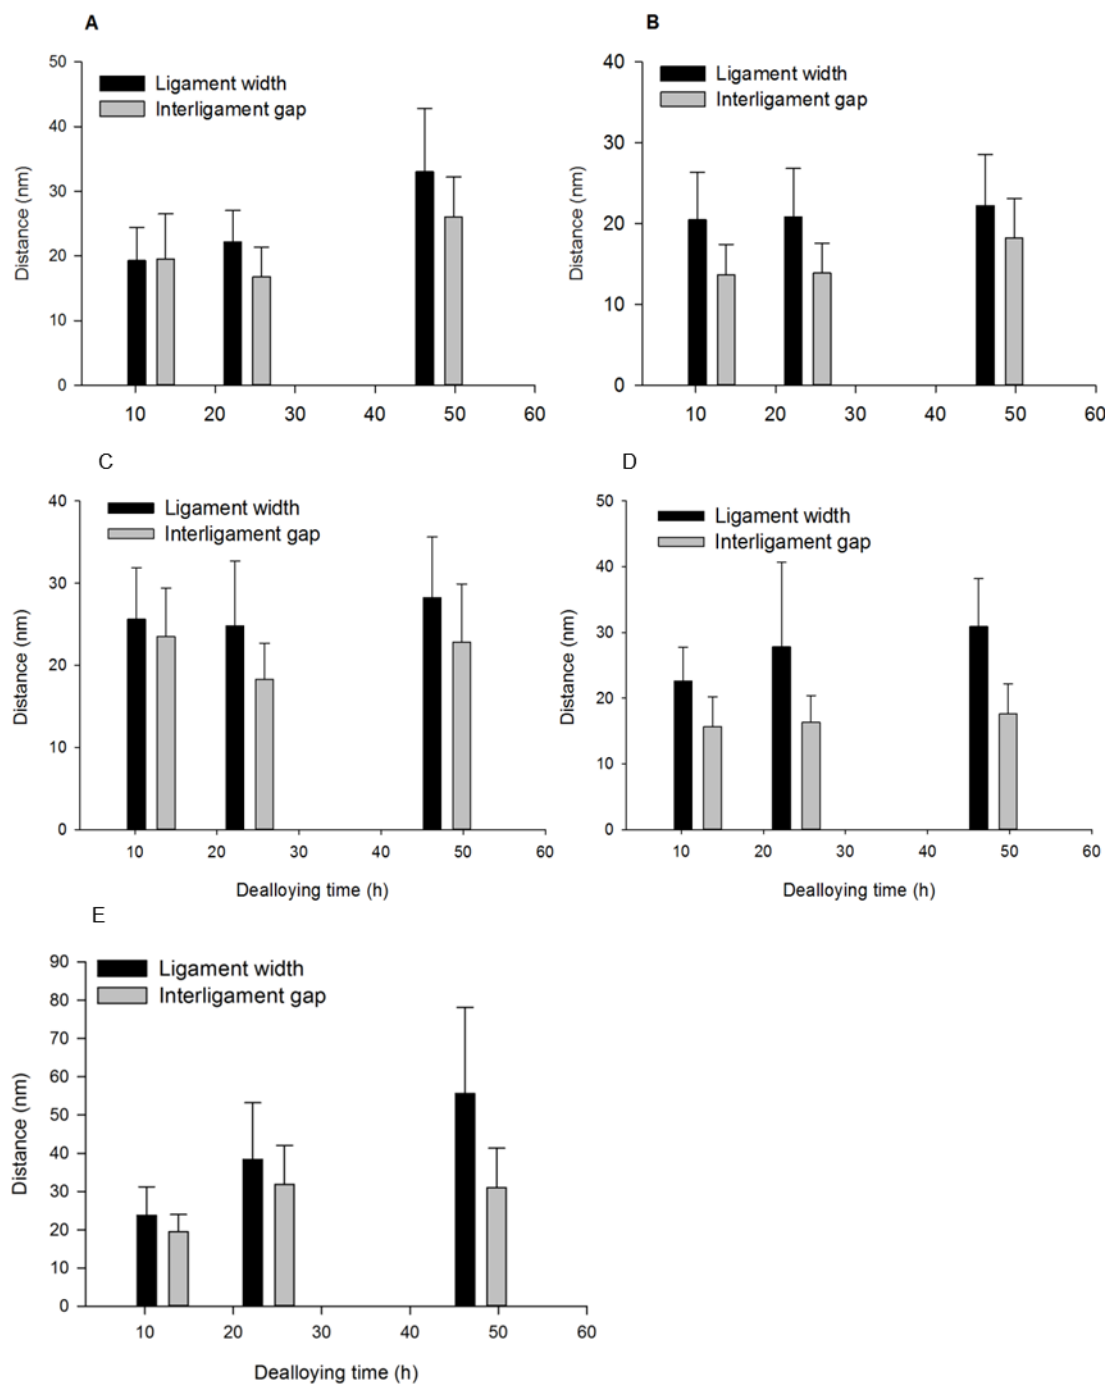 A
50
40
30
20
10
0
Distance (nm)
Ligament width
Interligament gap
10 20 30 40 50 60
B
40
30
20
10
0
Distance (nm)
Ligament width
Interligament gap
10 20 30 40 50 60
C
40
30
20
10
0
Distance (nm)
Ligament width
Interligament gap
10 20 30 40 50 60
Dealloying time (h)
D
50
40
30
20
10
0
Distance (nm)
Ligament width
Interligament gap
10 20 30 40 50 60
Dealloying time (h)
E
90
80
70
60
50
40
30
20
10
0
Distance (nm)
Ligament width
Interligament gap
10 20 30 40 50 60
Dealloying time (h)